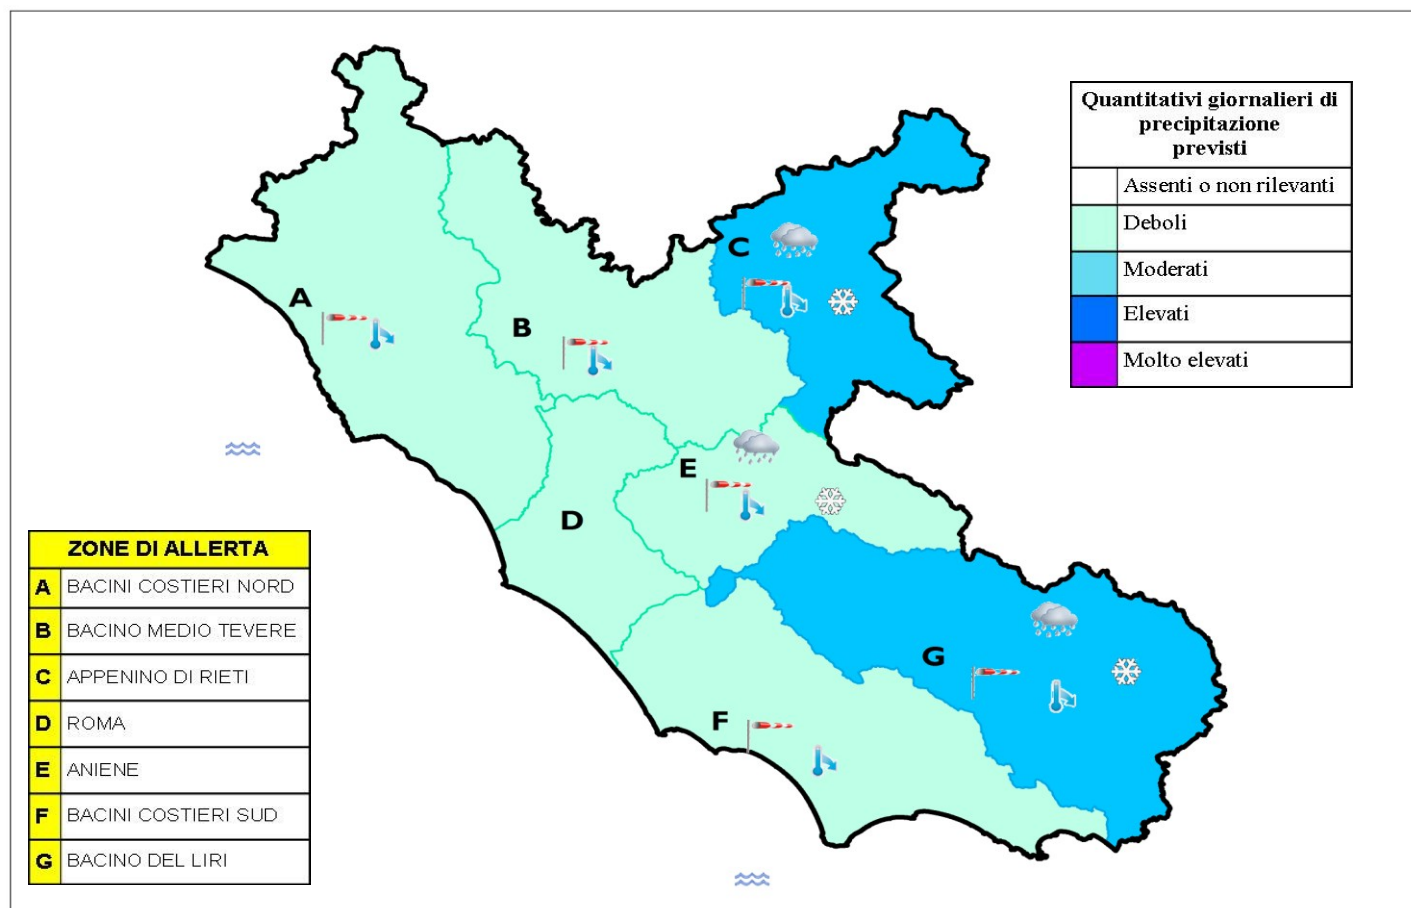 Quantitativi giornalieri di
precipitazione
previsti
Assenti o non rilevanti
Deboli
Moderati
Elevati
Molto elevati
A
B
C
D
E
F
G
ZONE DI ALLERTA
A BACINI COSTIERI NORD
B BACINO MEDIO TEVERE
C APPENINO DI RIETI
D ROMA
E ANIENE
F BACINI COSTIERI SUD
G BACINO DEL LIRI